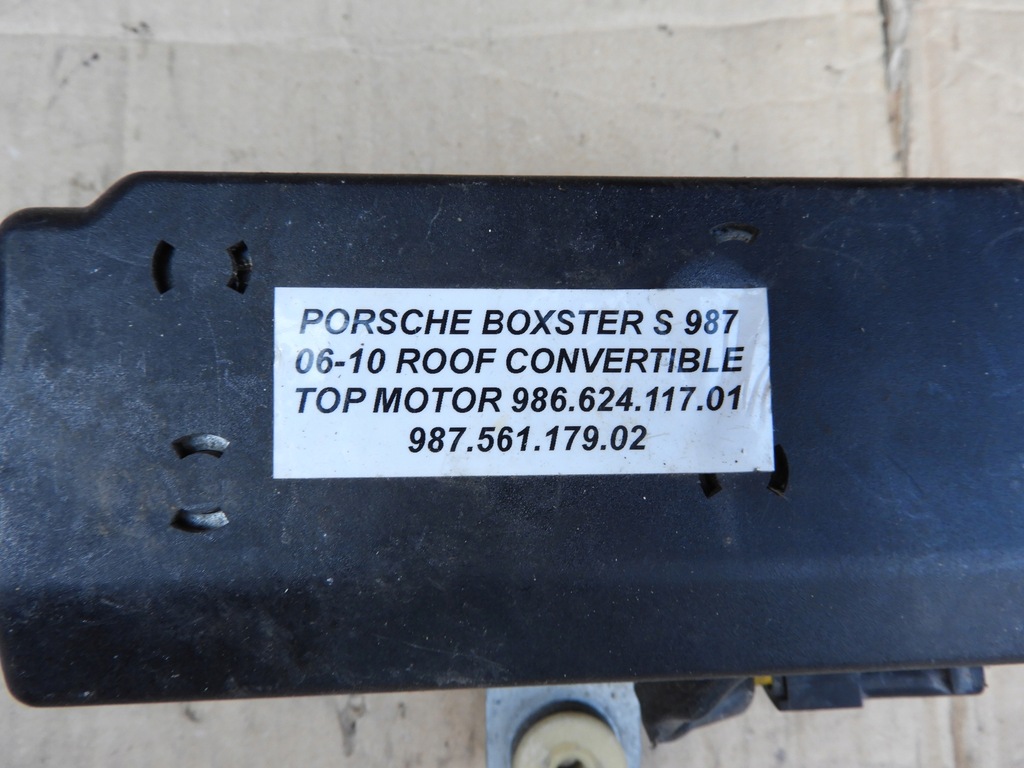 PORSCHE BOXSTER S 987
06-10 ROOF CONVERTIBLE
TOP MOTOR 986.624.117.01
987.561.179.02